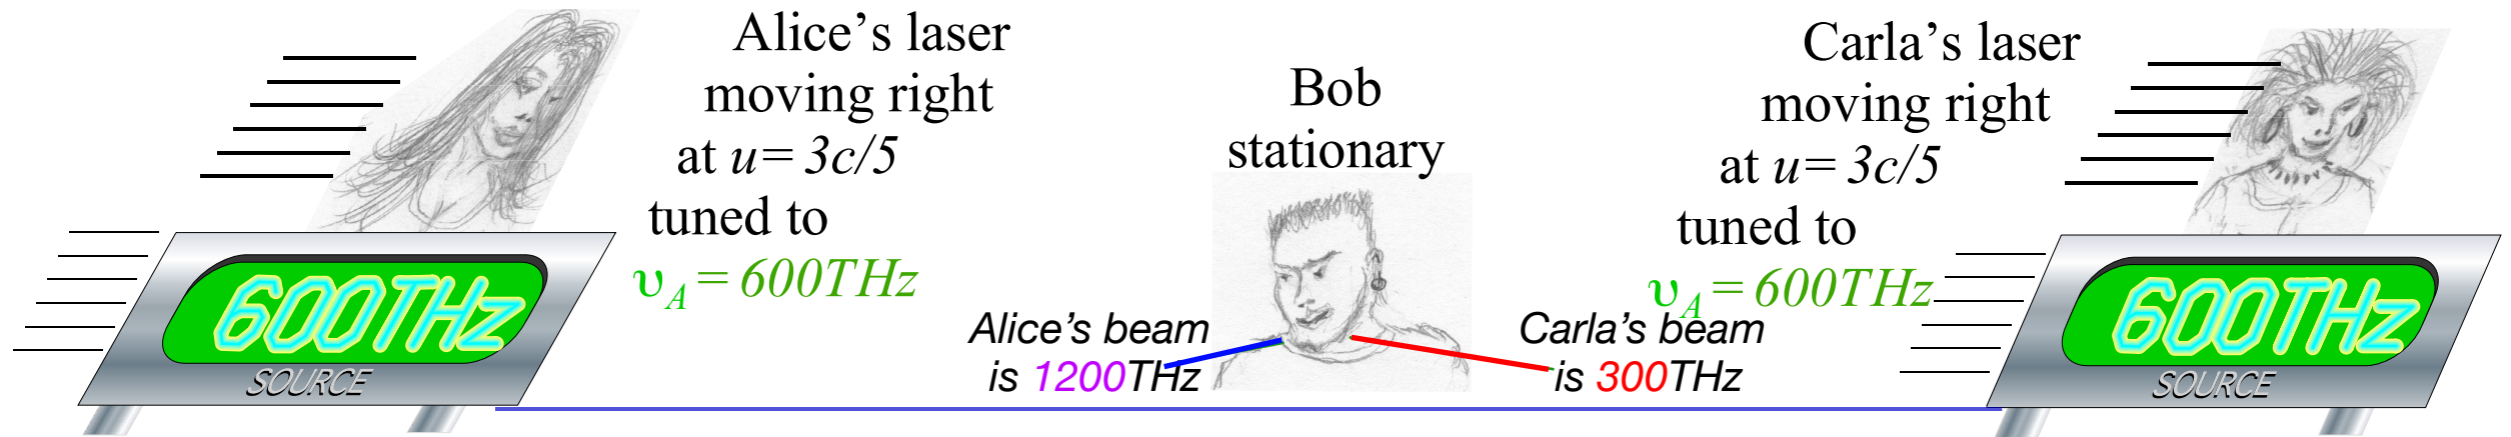 Alice’s laser
moving right
at u= 3c/5
tuned to
υA = 600THz
600THz
SOURCE
Bob
stationary
Alice’s beam
is 1200THz
Carla’s beam
is 300THz
Carla’s laser
moving right
at u= 3c/5
tuned to
υA = 600THz
600THz
SOURCE